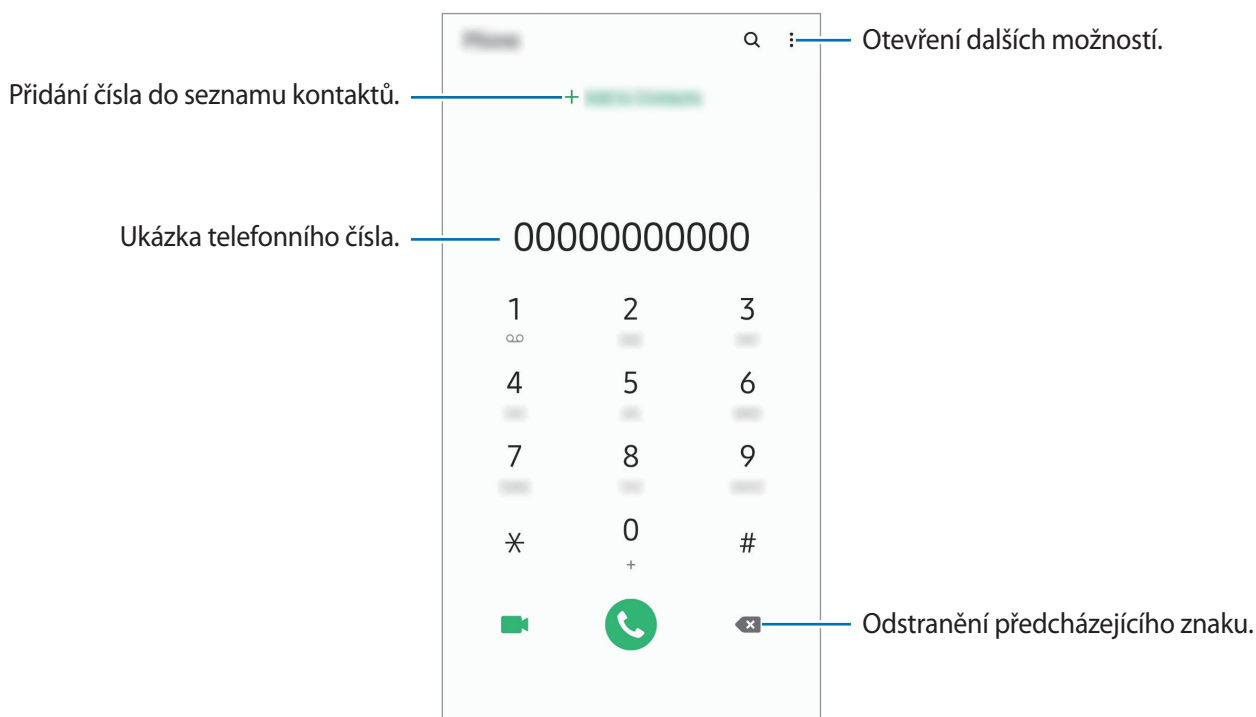 Otevření dalších možností.
Přidání čísla do seznamu kontaktů.
+
Ukázka telefonního čísla.
00000000000
1 2 3
4 5 6
7 8 9
* 0 #
+
Odstranění předcházejícího znaku.